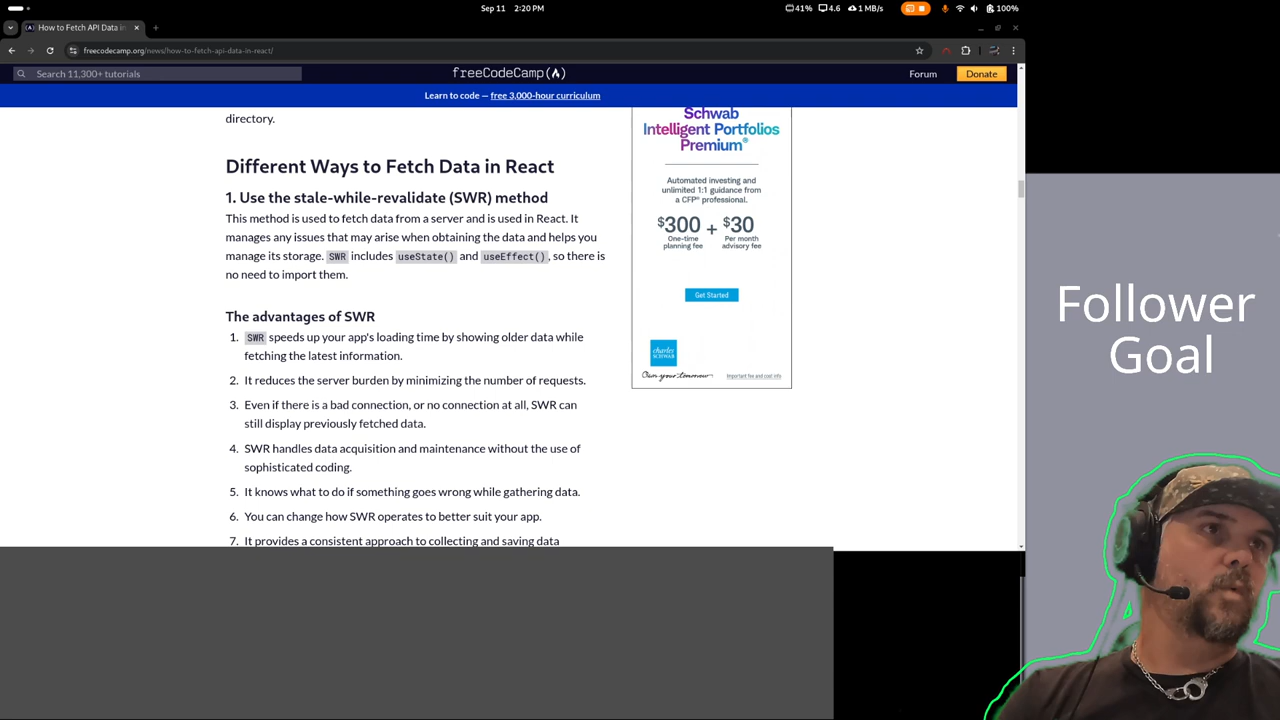 Sep 11 2:20 PM
41% 4.6 1 MB/s 100%
How to Fetch API Data in
freecodecamp.org/news/how-to-fetch-api-data-in-react/
Search 11,300+ tutorials
freeCodeCamp
Forum
Donate
Learn to code — free 3,000-hour curriculum
directory.
Different Ways to Fetch Data in React
1. Use the stale-while-revalidate (SWR) method
This method is used to fetch data from a server and is used in React. It
manages any issues that may arise when obtaining the data and helps you
manage its storage. SWR includes useState() and useEffect(), so there is
no need to import them.
The advantages of SWR
1. SWR speeds up your app's loading time by showing older data while
fetching the latest information.
2. It reduces the server burden by minimizing the number of requests.
3. Even if there is a bad connection, or no connection at all, SWR can
still display previously fetched data.
4. SWR handles data acquisition and maintenance without the use of
sophisticated coding.
5. It knows what to do if something goes wrong while gathering data.
6. You can change how SWR operates to better suit your app.
7. It provides a consistent approach to collecting and saving data
Schwab
Intelligent Portfolios
Premium®
Automated investing and
unlimited 1:1 guidance from
a CFP® professional.
$300 + $30
One-time
planning fee
Per month
advisory fee
Get Started
charles
SCHWAB
Own your tomorrow
Important fee and cost info
Follower
Goal